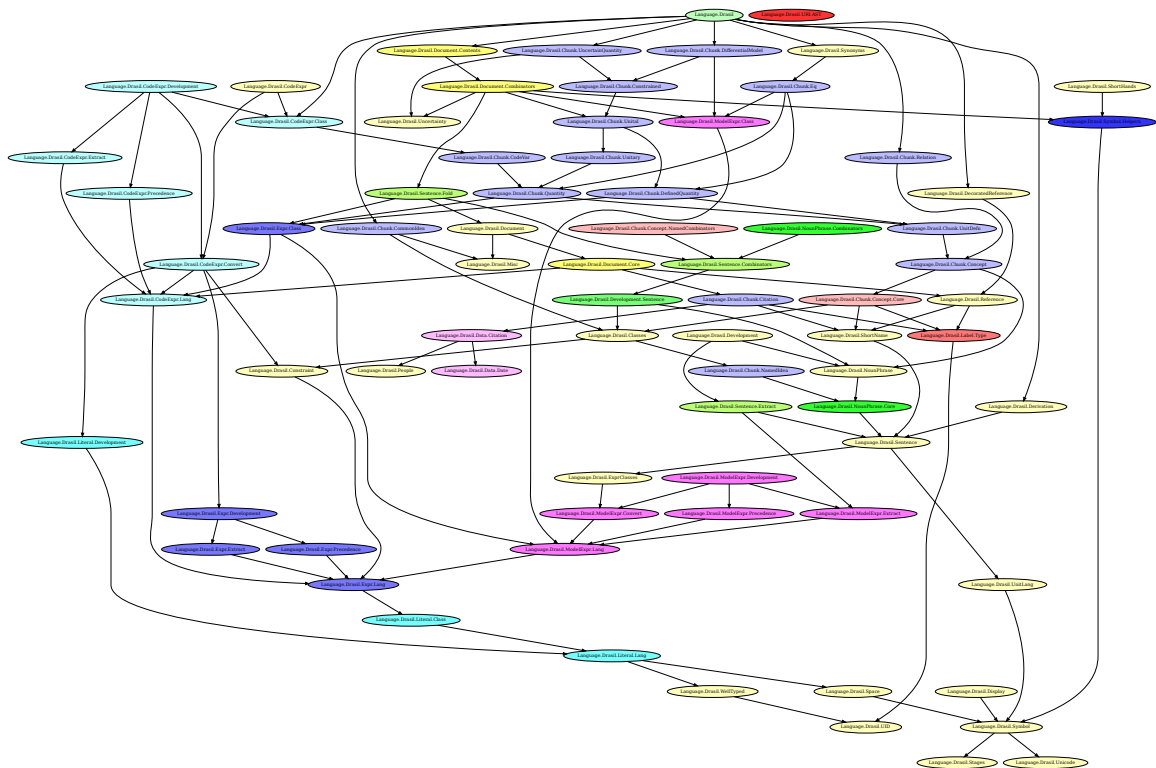 Language.Drasil
Language.Drasil.URI.AST
Language.Drasil.Document.Contents
Language.Drasil.Chunk.UncertainQuantity
Language.Drasil.Chunk.DifferentialModel
Language.Drasil.Synonyms
Language.Drasil.CodeExpr.Development
Language.Drasil.CodeExpr
Language.Drasil.Document.Combinators
Language.Drasil.Chunk.Constrained
Language.Drasil.Chunk.Eq
Language.Drasil.ShortHands
Language.Drasil.CodeExpr.Class
Language.Drasil.Uncertainty
Language.Drasil.Chunk.Unital
Language.Drasil.ModelExpr.Class
Language.Drasil.Symbol.Helpers
Language.Drasil.CodeExpr.Extract
Language.Drasil.Chunk.CodeVar
Language.Drasil.Chunk.Unitary
Language.Drasil.Chunk.Relation
Language.Drasil.CodeExpr.Precedence
Language.Drasil.Sentence.Fold
Language.Drasil.Chunk.Quantity
Language.Drasil.Chunk.DefinedQuantity
Language.Drasil.DecoratedReference
Language.Drasil.Expr.Class
Language.Drasil.Chunk.CommonIdea
Language.Drasil.Document
Language.Drasil.Chunk.Concept.NamedCombinators
Language.Drasil.NounPhrase.Combinators
Language.Drasil.Chunk.UnitDefn
Language.Drasil.CodeExpr.Convert
Language.Drasil.Misc
Language.Drasil.Document.Core
Language.Drasil.Sentence.Combinators
Language.Drasil.Chunk.Concept
Language.Drasil.CodeExpr.Lang
Language.Drasil.Development.Sentence
Language.Drasil.Chunk.Citation
Language.Drasil.Chunk.Concept.Core
Language.Drasil.Reference
Language.Drasil.Data.Citation
Language.Drasil.Classes
Language.Drasil.Development
Language.Drasil.ShortName
Language.Drasil.Label.Type
Language.Drasil.Constraint
Language.Drasil.People
Language.Drasil.Data.Date
Language.Drasil.Chunk.NamedIdea
Language.Drasil.NounPhrase
Language.Drasil.Sentence.Extract
Language.Drasil.NounPhrase.Core
Language.Drasil.Derivation
Language.Drasil.Literal.Development
Language.Drasil.Sentence
Language.Drasil.ExprClasses
Language.Drasil.ModelExpr.Development
Language.Drasil.Expr.Development
Language.Drasil.ModelExpr.Convert
Language.Drasil.ModelExpr.Precedence
Language.Drasil.ModelExpr.Extract
Language.Drasil.Expr.Extract
Language.Drasil.Expr.Precedence
Language.Drasil.ModelExpr.Lang
Language.Drasil.Expr.Lang
Language.Drasil.UnitLang
Language.Drasil.Literal.Class
Language.Drasil.Literal.Lang
Language.Drasil.WellTyped
Language.Drasil.Space
Language.Drasil.Display
Language.Drasil.UID
Language.Drasil.Symbol
Language.Drasil.Stages
Language.Drasil.Unicode